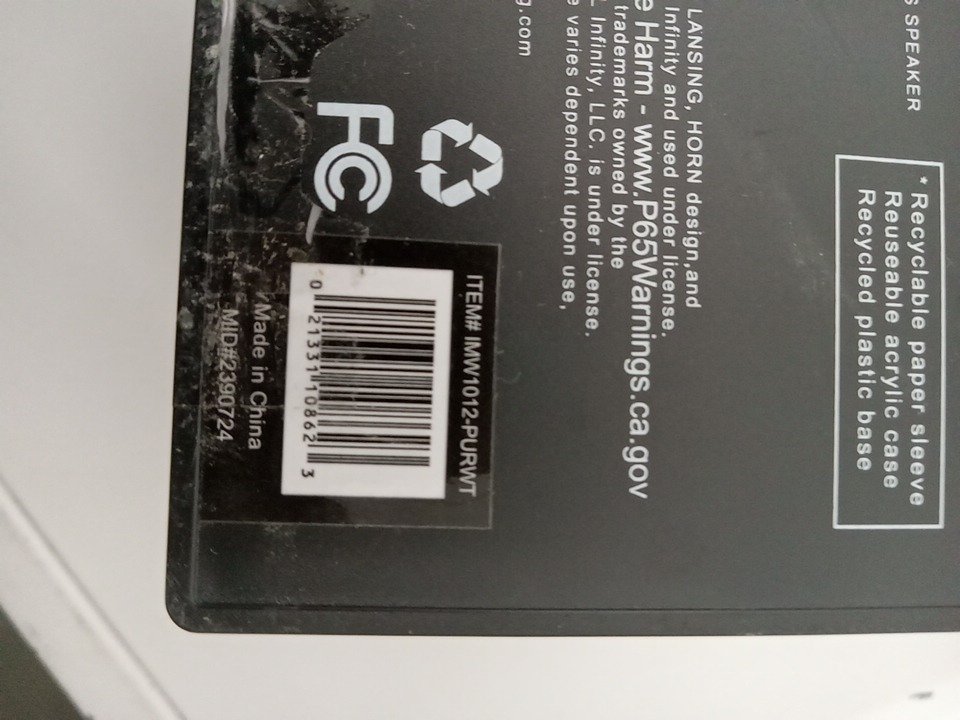 S SPEAKER
* Recyclable paper sleeve
Reuseable acrylic case
Recycled plastic base
LANSING, HORN design,and
Infinity and used under license.
e Harm - www.P65Warnings.ca.gov
trademarks owned by the
Infinity, LLC, is under license,
e varies dependent upon use,
g.com
FC
ITEM# IMW1012-PURWT
0 21331 10862 3
Made in China
MID#2390724